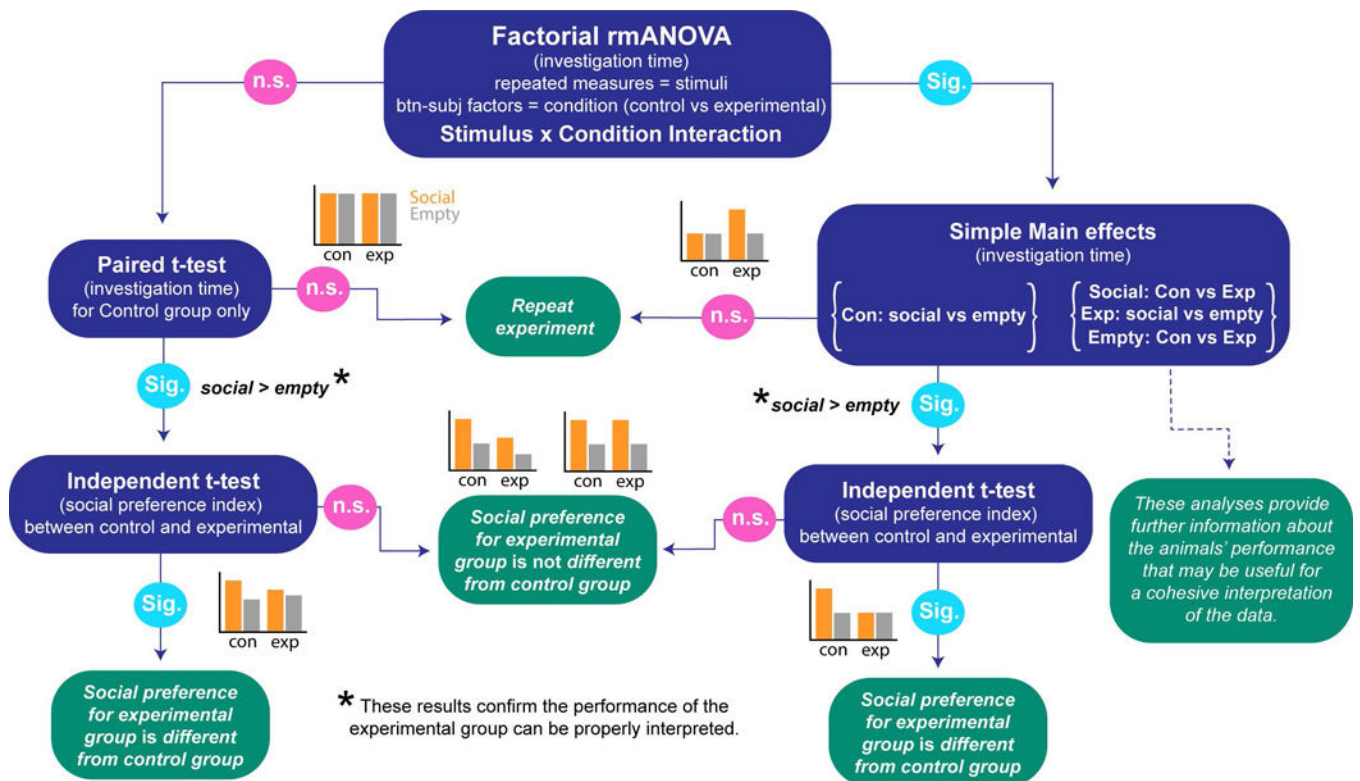 Factorial rmANOVA
(investigation time)
repeated measures = stimuli
btn-subj factors = condition (control vs experimental)
Stimulus x Condition Interaction
n.s.
Sig.
Social
Empty
con exp
con exp
Paired t-test
(investigation time)
for Control group only
n.s.
Repeat
experiment
n.s.
Simple Main effects
(investigation time)
Con: social vs empty
Social: Con vs Exp
Exp: social vs empty
Empty: Con vs Exp
Sig.
social > empty *
* social > empty
Sig.
con exp
con exp
Independent t-test
(social preference index)
between control and experimental
n.s.
Social preference
for experimental
group is not different
from control group
n.s.
Independent t-test
(social preference index)
between control and experimental
These analyses provide
further information about
the animals' performance
that may be useful for
a cohesive interpretation
of the data.
Sig.
con exp
con exp
Sig.
Social preference
for experimental
group is different
from control group
* These results confirm the performance of the
experimental group can be properly interpreted.
Social preference
for experimental
group is different
from control group